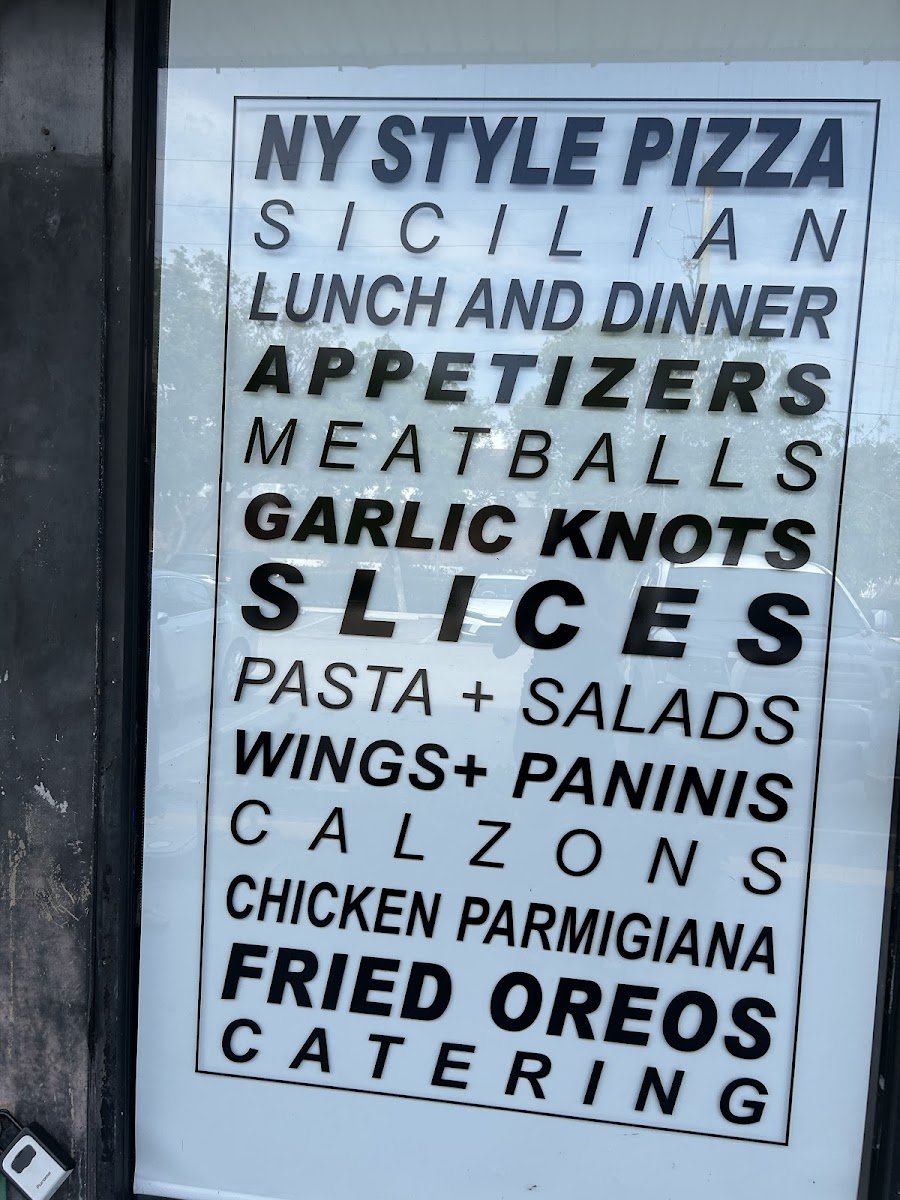 NY STYLE PIZZA
SICILIAN
LUNCH AND DINNER
APPETIZERS
MEATBALLS
GARLIC KNOTS
SLICES
PASTA + SALADS
WINGS+ PANINIS
CALZONS
CHICKEN PARMIGIANA
FRIED OREOS
CATERING